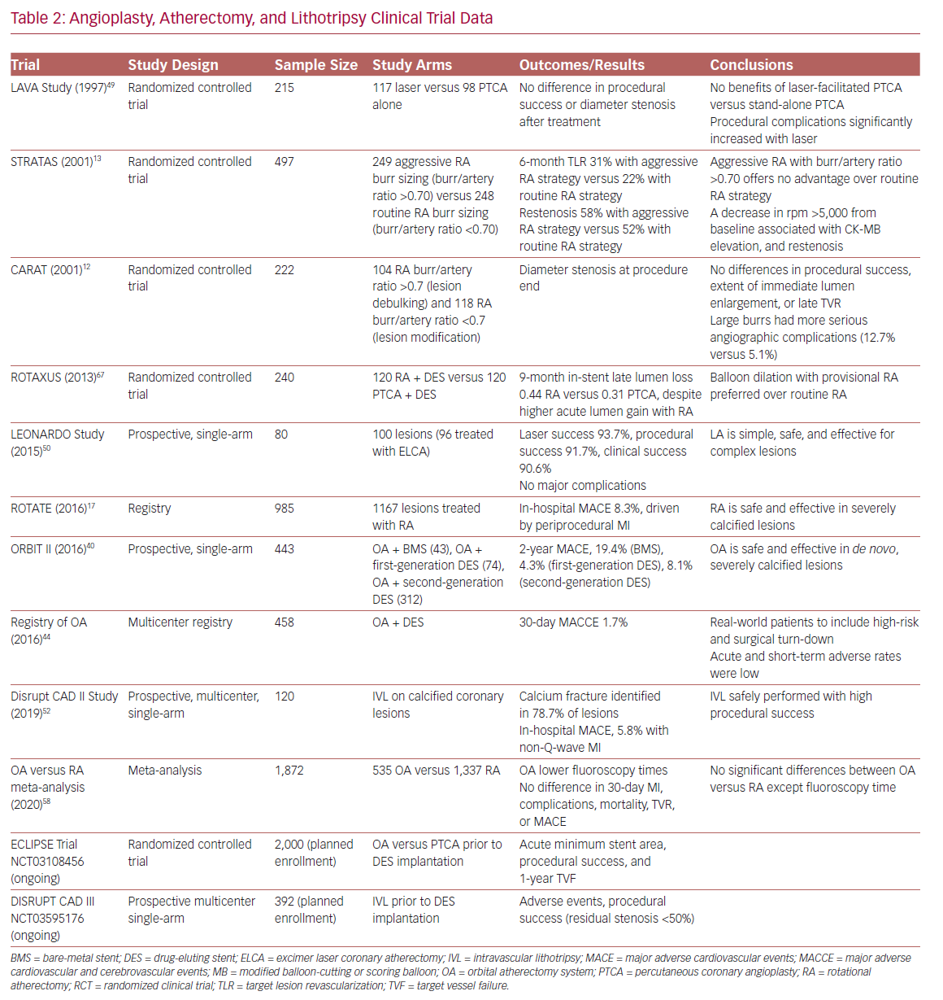 Table 2: Angioplasty, Atherectomy, and Lithotripsy Clinical Trial Data
Trial Study Design Sample Size Study Arms Outcomes/Results Conclusions
LAVA Study (1997)49 Randomized controlled 215 117 laser versus 98 PTCA No difference in procedural No benefits of laser-facilitated PTCA
trial alone success or diameter stenosis versus stand-alone PTCA
after treatment Procedural complications significantly
increased with laser
STRATAS (2001)13 Randomized controlled 497 249 aggressive RA 6-month TLR 31% with aggressive Aggressive RA with burr/artery ratio
trial burr sizing (burr/artery RA strategy versus 22% with >0.70 offers no advantage over routine
ratio >0.70) versus 248 routine RA strategy RA strategy
routine RA burr sizing Restenosis 58% with aggressive A decrease in rpm >5,000 from
(burr/artery ratio <0.70) RA strategy versus 52% with baseline associated with CK-MB
routine RA strategy elevation, and restenosis
CARAT (2001)12 Randomized controlled 222 104 RA burr/artery Diameter stenosis at procedure No differences in procedural success,
trial ratio >0.7 (lesion end extent of immediate lumen
debulking) and 118 RA enlargement, or late TVR
burr/artery ratio <0.7 Large burrs had more serious
(lesion modification) angiographic complications (12.7%
versus 5.1%)
ROTAXUS (2013)67 Randomized controlled 240 120 RA + DES versus 120 9-month in-stent late lumen loss Balloon dilation with provisional RA
trial PTCA + DES 0.44 RA versus 0.31 PTCA, despite preferred over routine RA
higher acute lumen gain with RA
LEONARDO Study Prospective, single-arm 80 100 lesions (96 treated Laser success 93.7%, procedural LA is simple, safe, and effective for
(2015)50 with ELCA) success 91.7%, clinical success complex lesions
90.6%
No major complications
ROTATE (2016)17 Registry 985 1167 lesions treated In-hospital MACE 8.3%, driven RA is safe and effective in severely
with RA by periprocedural MI calcified lesions
ORBIT II (2016)40 Prospective, single-arm 443 OA + BMS (43), OA + 2-year MACE, 19.4% (BMS), OA is safe and effective in de novo,
first-generation DES (74), 4.3% (first-generation DES), 8.1% severely calcified lesions
OA + second-generation (second-generation DES)
DES (312)
Registry of OA Multicenter registry 458 OA + DES 30-day MACCE 1.7% Real-world patients to include high-risk
(2016)44 and surgical turn-down
Acute and short-term adverse rates
were low
Disrupt CAD II Study Prospective, multicenter, 120 IVL on calcified coronary Calcium fracture identified IVL safely performed with high
(2019)52 single-arm lesions in 78.7% of lesions procedural success
In-hospital MACE, 5.8% with
non-Q-wave MI
OA versus RA Meta-analysis 1,872 535 OA versus 1,337 RA OA lower fluoroscopy times No significant differences between OA
meta-analysis No difference in 30-day MI, versus RA except fluoroscopy time
(2020)58 complications, mortality, TVR,
or MACE
ECLIPSE Trial Randomized controlled 2,000 (planned OA versus PTCA prior to Acute minimum stent area,
NCT03108456 trial enrollment) DES implantation procedural success, and
(ongoing) 1-year TVF
DISRUPT CAD III Prospective multicenter 392 (planned IVL prior to DES Adverse events, procedural
NCT03595176 single-arm enrollment) implantation success (residual stenosis <50%)
(ongoing)
BMS = bare-metal stent; DES = drug-eluting stent; ELCA = excimer laser coronary atherectomy; IVL = intravascular lithotripsy; MACE = major adverse cardiovascular events; MACCE = major adverse
cardiovascular and cerebrovascular events; MB = modified balloon-cutting or scoring balloon; OA = orbital atherectomy system; PTCA = percutaneous coronary angioplasty; RA = rotational
atherectomy; RCT = randomized clinical trial; TLR = target lesion revascularization; TVF = target vessel failure.